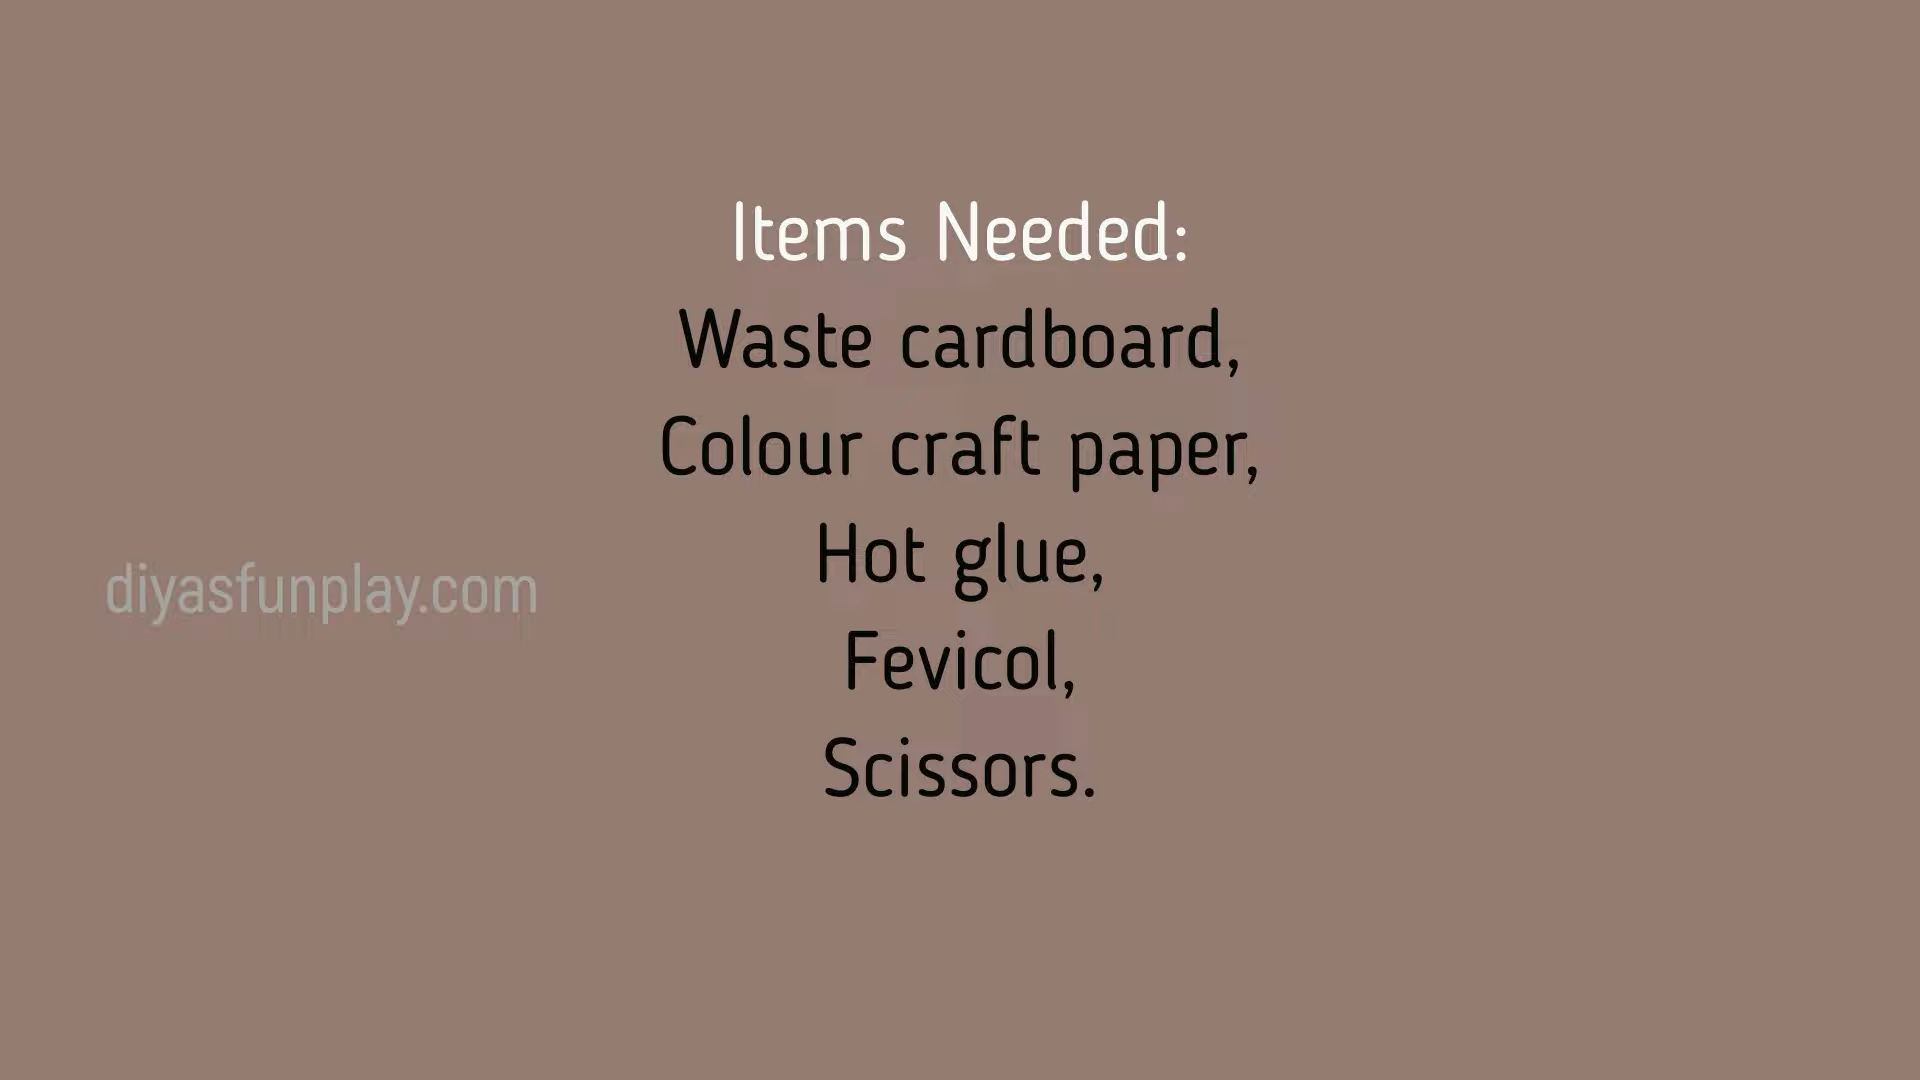 Items Needed:
Waste cardboard,
Colour craft paper,
Hot glue,
Fevicol,
Scissors.
diyasfunplay.com